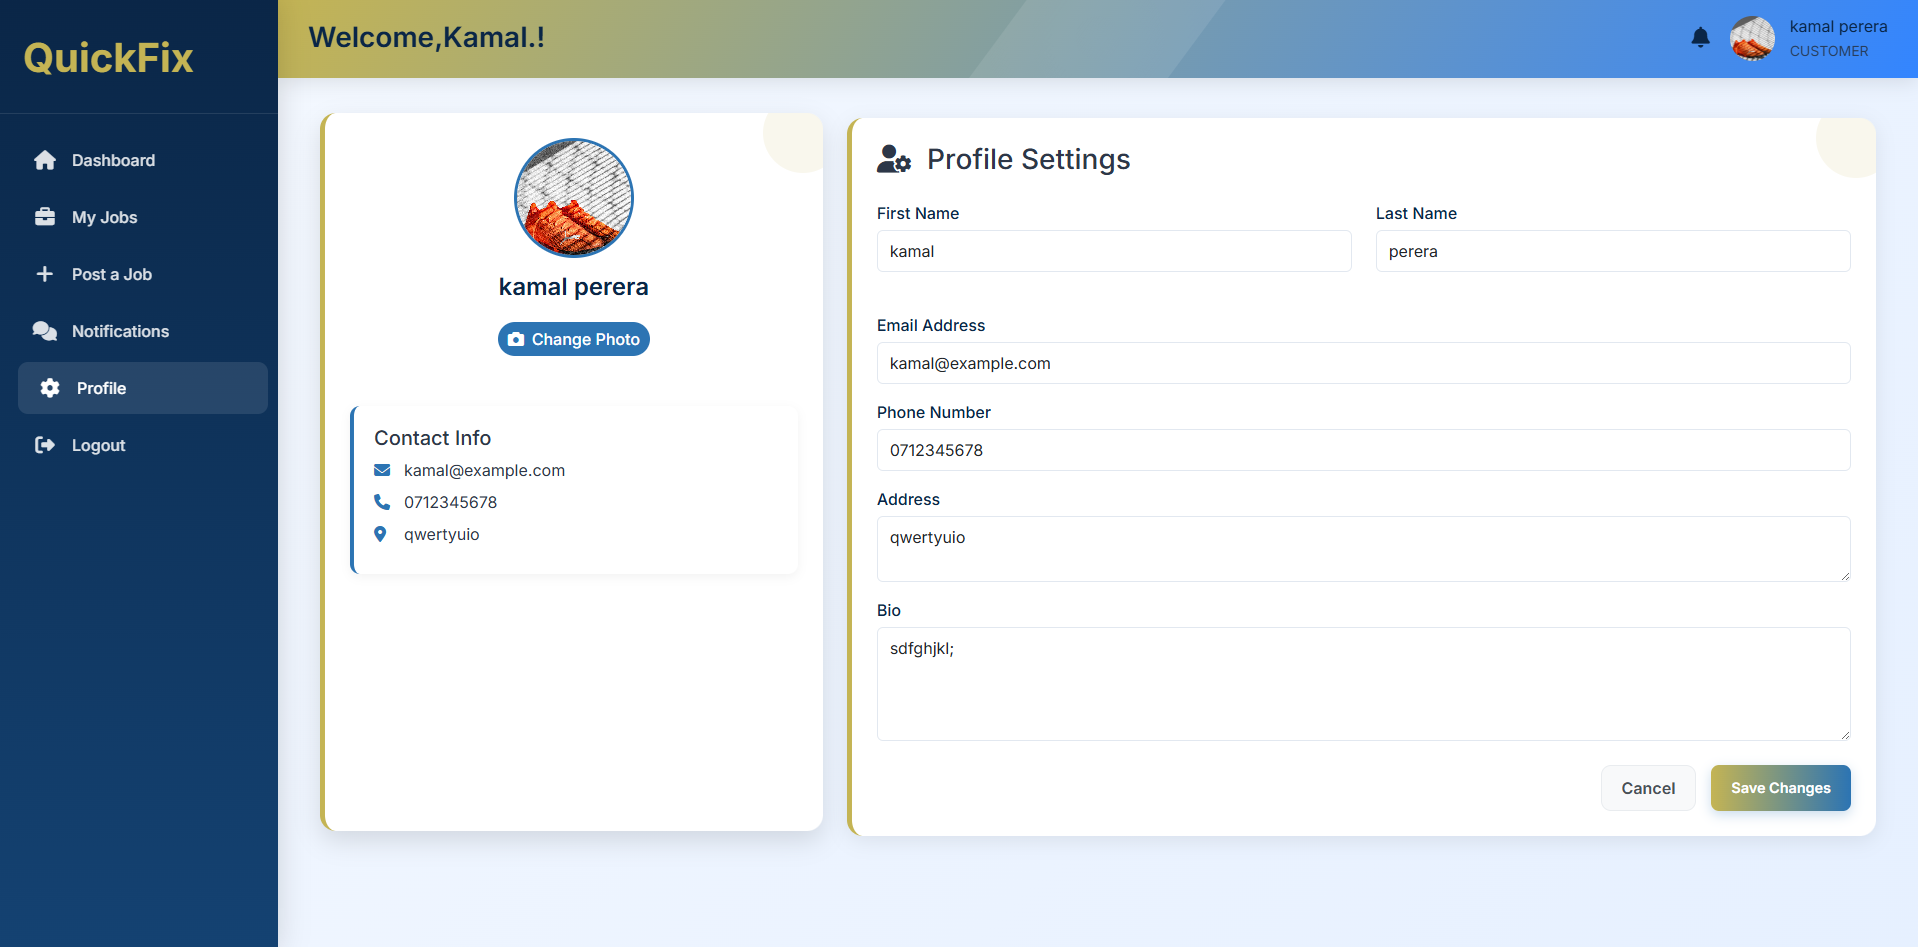 QuickFix
Dashboard
My Jobs
Post a Job
Notifications
Profile
Logout
Welcome,Kamal.!
kamal perera
CUSTOMER
kamal perera
Change Photo
Contact Info
kamal@example.com
0712345678
qwertyuio
Profile Settings
First Name
Last Name
kamal
perera
Email Address
kamal@example.com
Phone Number
0712345678
Address
qwertyuio
Bio
sdfghjkl;
Cancel
Save Changes